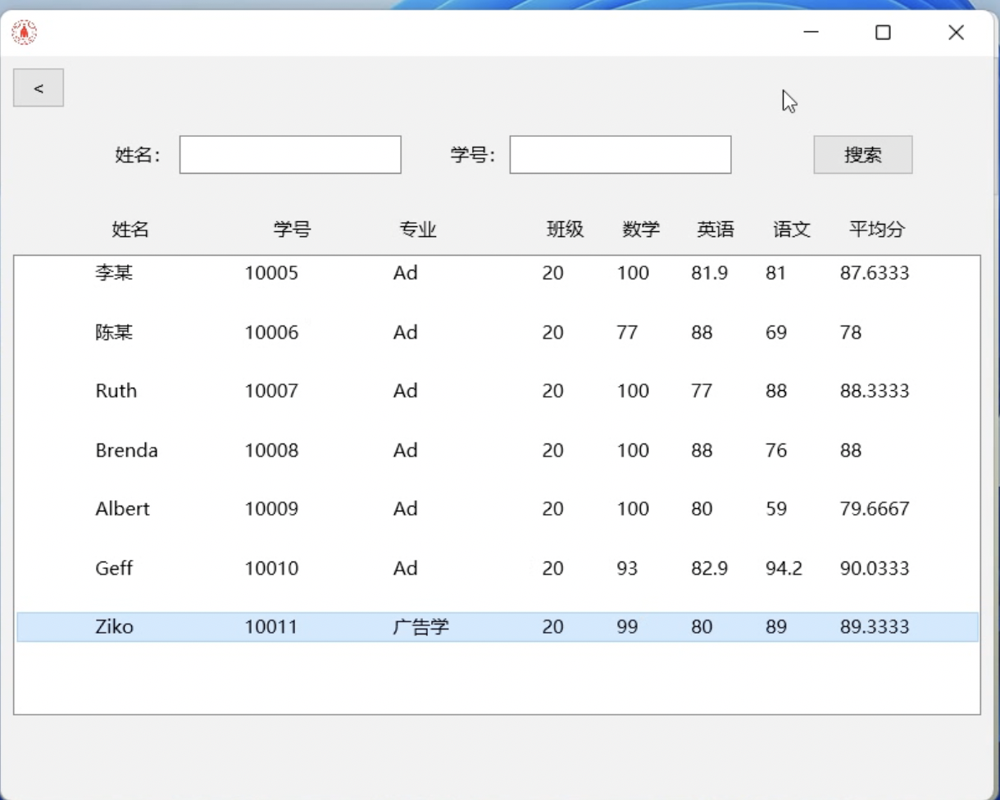 <
姓名： 学号： 搜索
姓名 学号 专业 班级 数学 英语 语文 平均分
李某 10005 Ad 20 100 81.9 81 87.6333
陈某 10006 Ad 20 77 88 69 78
Ruth 10007 Ad 20 100 77 88 88.3333
Brenda 10008 Ad 20 100 88 76 88
Albert 10009 Ad 20 100 80 59 79.6667
Geff 10010 Ad 20 93 82.9 94.2 90.0333
Ziko 10011 广告学 20 99 80 89 89.3333